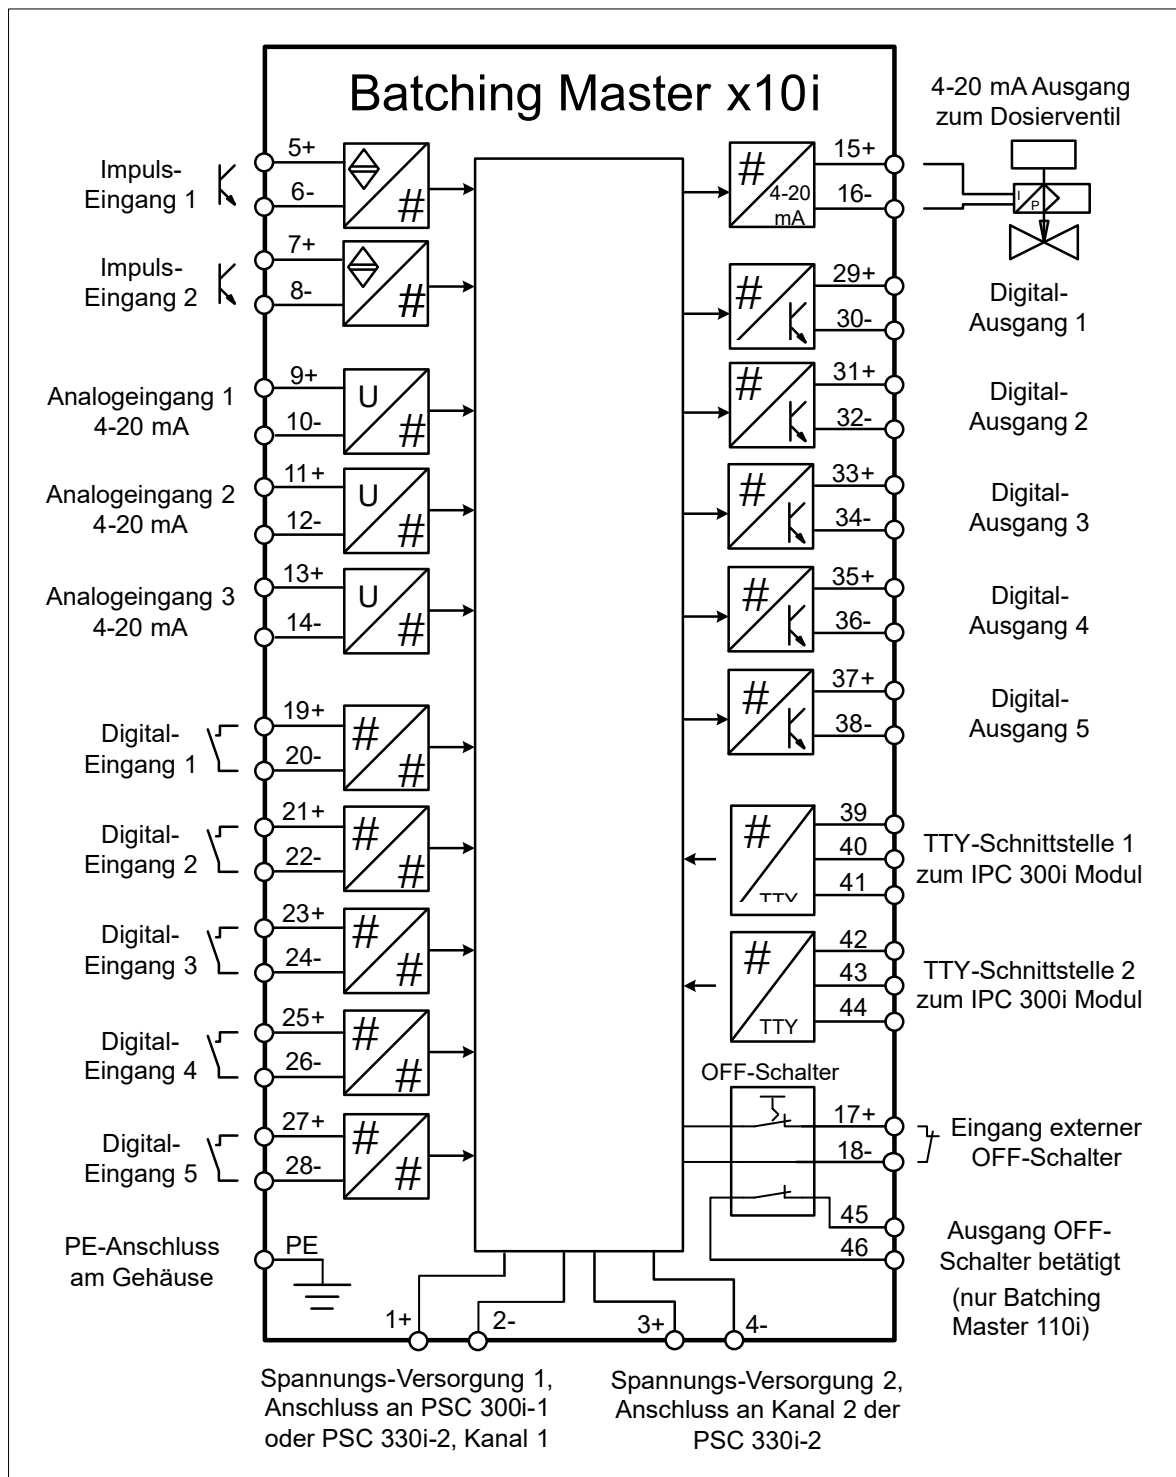 Batching Master x10i
Impuls-
Eingang 1
5+
6-
#
Impuls-
Eingang 2
7+
8-
#
Analogeingang 1
4-20 mA
9+
10-
U
#
Analogeingang 2
4-20 mA
11+
12-
U
#
Analogeingang 3
4-20 mA
13+
14-
U
#
Digital-
Eingang 1
19+
20-
#
#
Digital-
Eingang 2
21+
22-
#
#
Digital-
Eingang 3
23+
24-
#
#
Digital-
Eingang 4
25+
26-
#
#
Digital-
Eingang 5
27+
28-
#
#
PE-Anschluss
am Gehäuse
PE
4-20 mA Ausgang
zum Dosierventil
#
4-20
mA
15+
16-
I
P
#
29+
30-
Digital-
Ausgang 1
#
31+
32-
Digital-
Ausgang 2
#
33+
34-
Digital-
Ausgang 3
#
35+
36-
Digital-
Ausgang 4
#
37+
38-
Digital-
Ausgang 5
#
TTY
39
40
41
TTY-Schnittstelle 1
zum IPC 300i Modul
#
TTY
42
43
44
TTY-Schnittstelle 2
zum IPC 300i Modul
OFF-Schalter
17+
18-
Eingang externer
OFF-Schalter
45
46
Ausgang OFF-
Schalter betätigt
(nur Batching
Master 110i)
1+
2-
3+
4-
Spannungs-Versorgung 1,
Anschluss an PSC 300i-1
oder PSC 330i-2, Kanal 1
Spannungs-Versorgung 2,
Anschluss an Kanal 2 der
PSC 330i-2